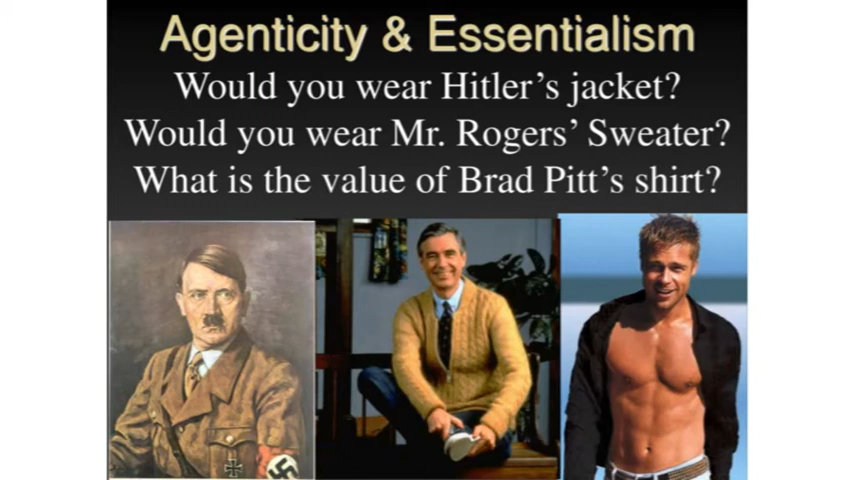 Agenticity & Essentialism
Would you wear Hitler's jacket?
Would you wear Mr. Rogers' Sweater?
What is the value of Brad Pitt's shirt?